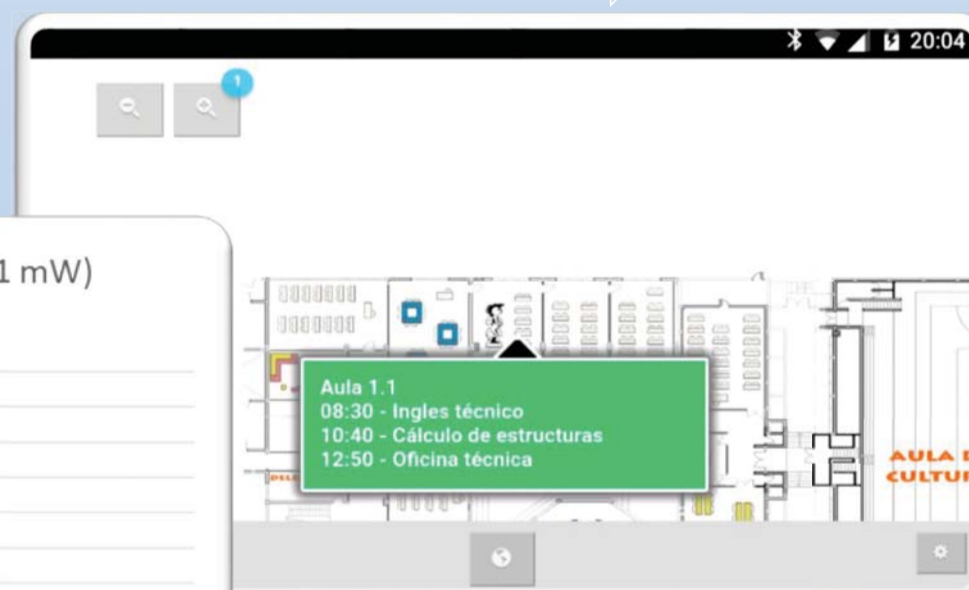 20:04
1
1 mW)
Aula 1.1
08:30 - Ingles técnico
10:40 - Cálculo de estructuras
12:50 - Oficina técnica
AULA D
CULTUR